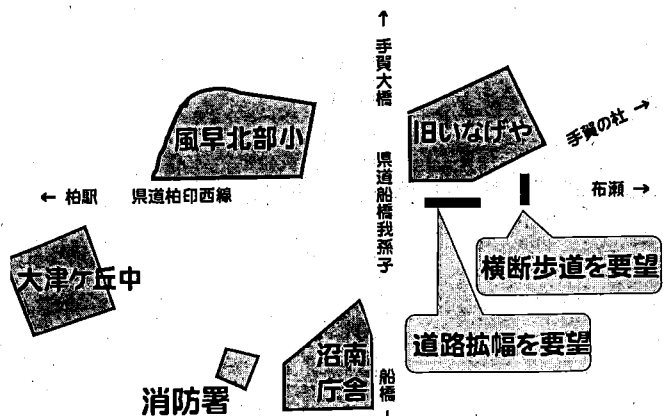 ↑
手賀大橋
風早北部小
旧いなげや
手賀の杜 →
県道船橋我孫子
← 柏駅 県道柏印西線
布瀬 →
大津ケ丘中
横断歩道を要望
道路拡幅を要望
沼南
庁舎
消防署
船橋
↓